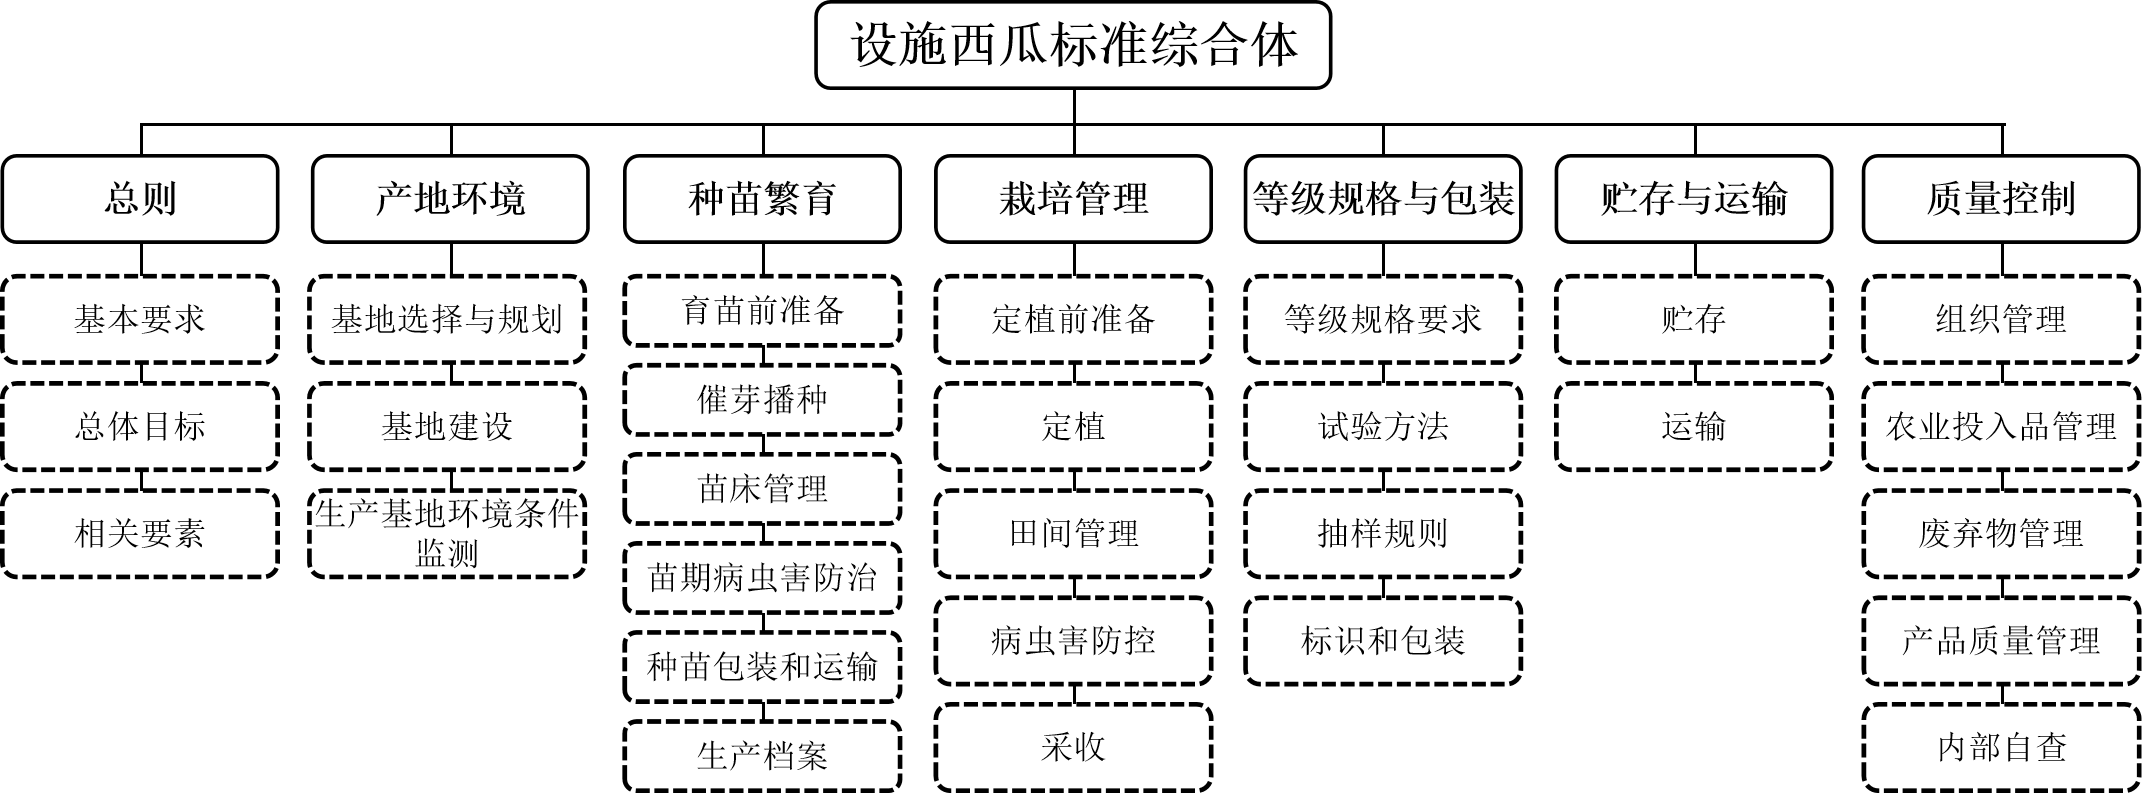 设施西瓜标准综合体
总则
产地环境
种苗繁育
栽培管理
等级规格与包装
贮存与运输
质量控制
基本要求
总体目标
相关要素
基地选择与规划
基地建设
生产基地环境条件
监测
育苗前准备
催芽播种
苗床管理
苗期病虫害防治
种苗包装和运输
生产档案
定植前准备
定植
田间管理
病虫害防控
采收
等级规格要求
试验方法
抽样规则
标识和包装
贮存
运输
组织管理
农业投入品管理
废弃物管理
产品质量管理
内部自查